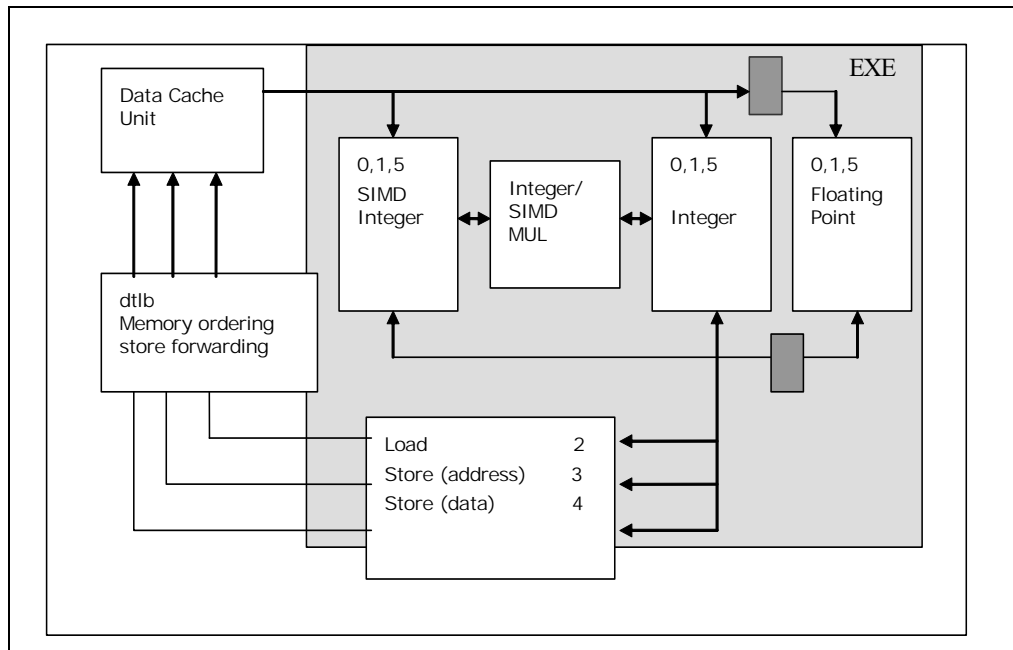 EXE
Data Cache
Unit
0,1,5
SIMD
Integer
Integer/
SIMD
MUL
0,1,5
Integer
0,1,5
Floating
Point
dtlb
Memory ordering
store forwarding
Load 2
Store (address) 3
Store (data) 4